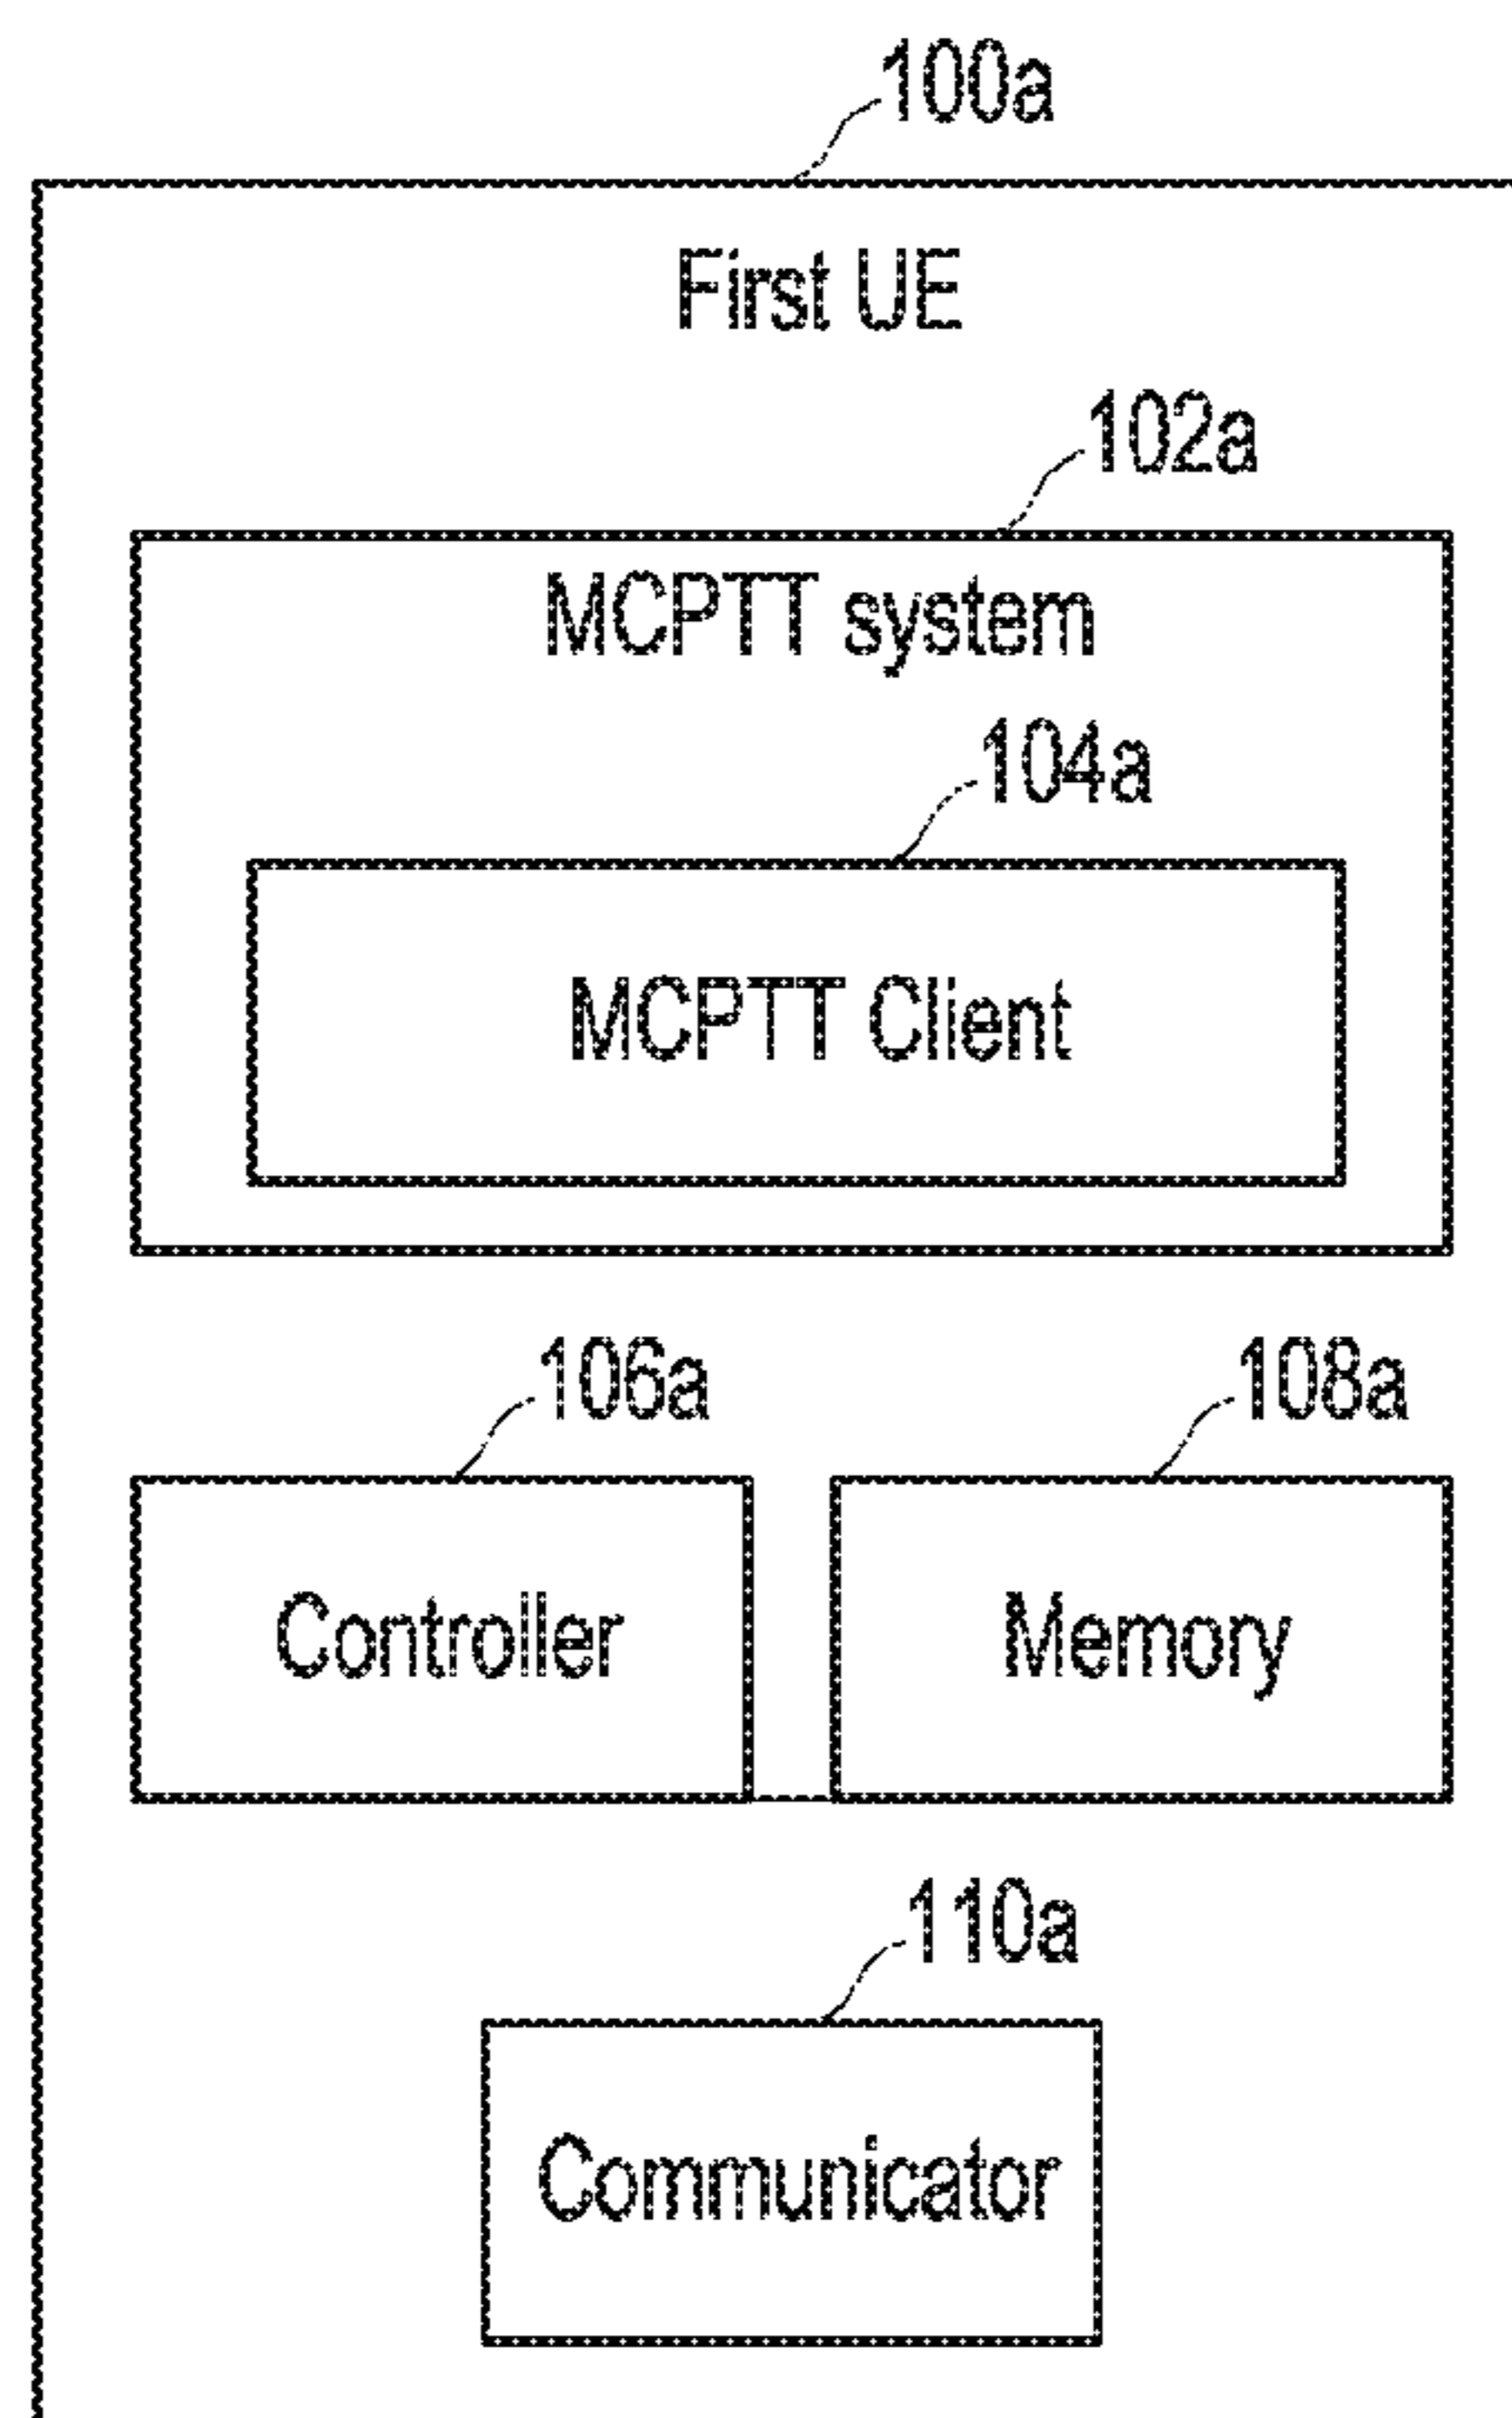 100a
First UE
102a
MCPTT system
104a
MCPTT Client
106a
108a
Controller
Memory
110a
Communicator